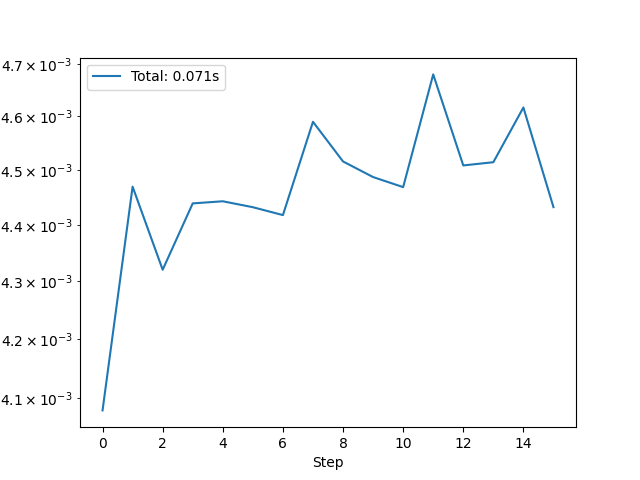 Total: 0.071s
4.7 × 10⁻³
4.6 × 10⁻³
4.5 × 10⁻³
4.4 × 10⁻³
4.3 × 10⁻³
4.2 × 10⁻³
4.1 × 10⁻³
0 2 4 6 8 10 12 14
Step